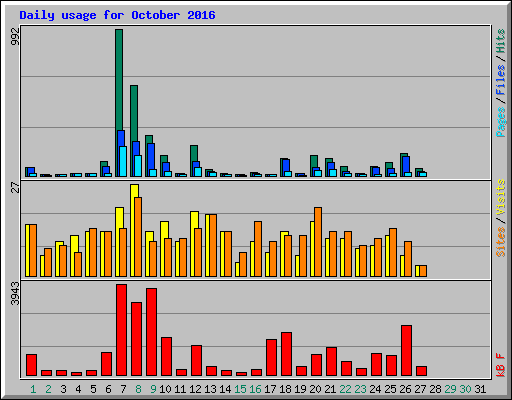 Daily usage for October 2016
992
Pages / Files / Hits
27
Sites / Visits
3943
kB F
1 2 3 4 5 6 7 8 9 10 11 12 13 14 15 16 17 18 19 20 21 22 23 24 25 26 27 28 29 30 31